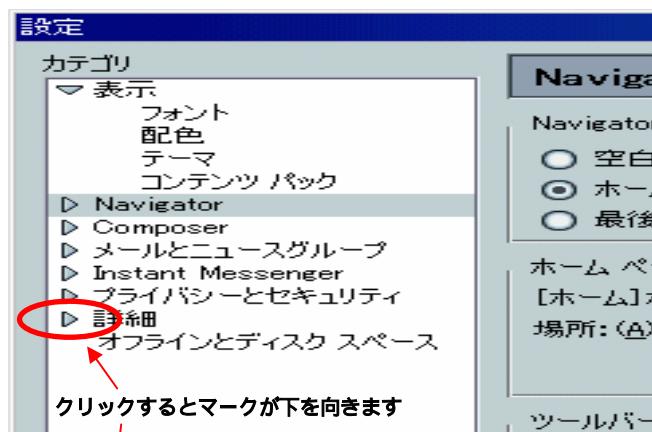 設定
カテゴリ
表示
フォント
配色
テーマ
コンテンツ パック
Navigator
Composer
メールとニュースグループ
Instant Messenger
プライバシーとセキュリティ
詳細
オフラインとディスク スペース
クリックするとマークが下を向きます
Naviga
Navigator
空白
ホーム
最後
ホーム ペ
[ホーム]ボ
場所:(A)
ツールバー